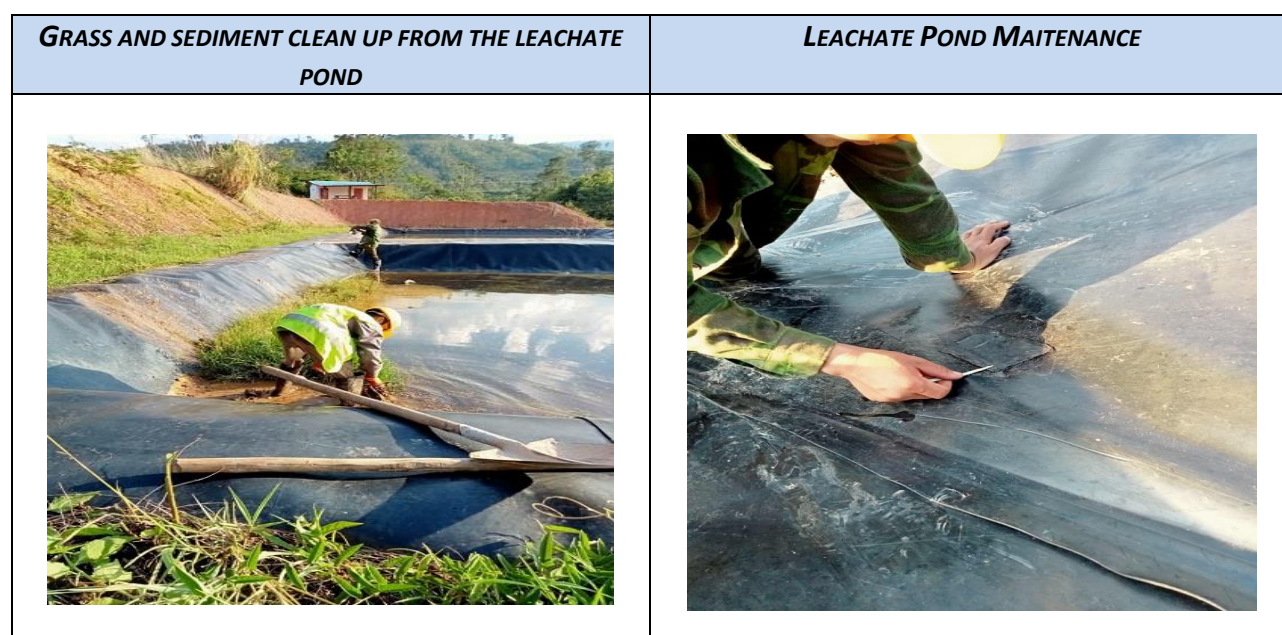 GRASS AND SEDIMENT CLEAN UP FROM THE LEACHATE
POND
LEACHATE POND MAITENANCE